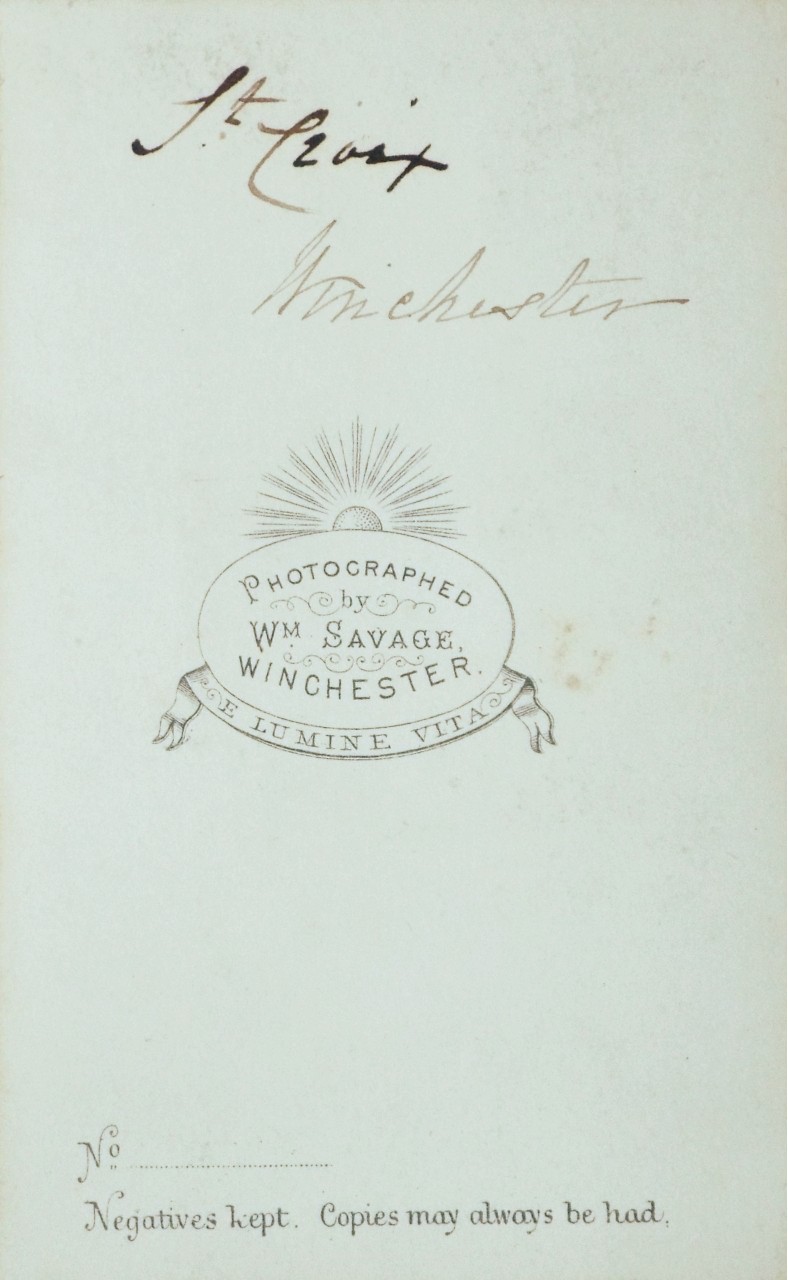 St Croix
Winchester
PHOTOGRAPHED
by
WM. SAVAGE,
WINCHESTER.
E LUMINE VITA
No
Negatives kept. Copies may always be had.